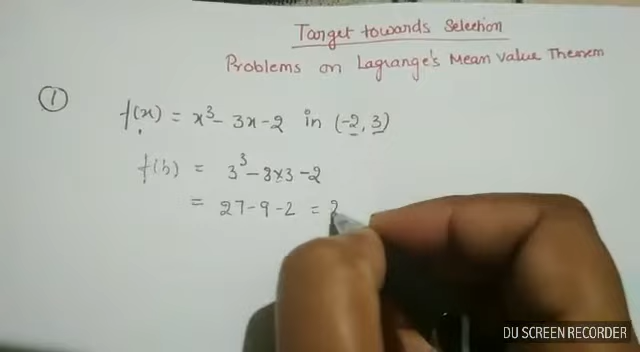 Target towards Selection
Problems on Lagrange's Mean Value Theorem
① f(x) = x³ - 3x - 2 in (-2, 3)
f(b) = 3³ - 3×3 - 2
= 27 - 9 - 2 = 2
DU SCREEN RECORDER